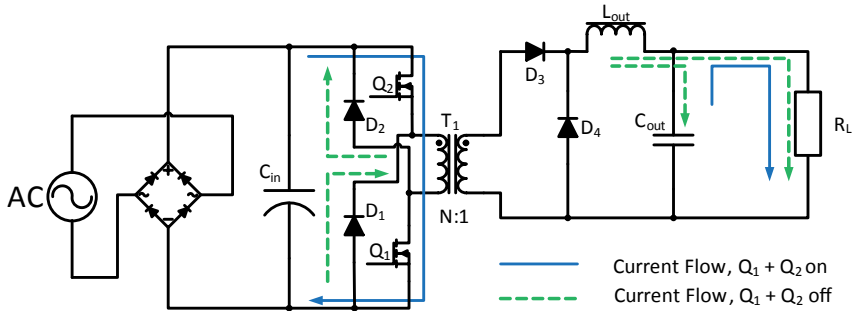 L_out
D_3
Q_2
T_1
D_2
D_4
C_out
R_L
C_in
AC
D_1
N:1
Q_1
Current Flow, Q_1 + Q_2 on
Current Flow, Q_1 + Q_2 off